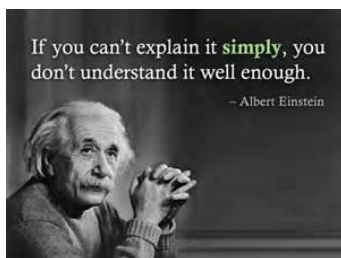 If you can't explain it simply, you
don't understand it well enough.
~ Albert Einstein